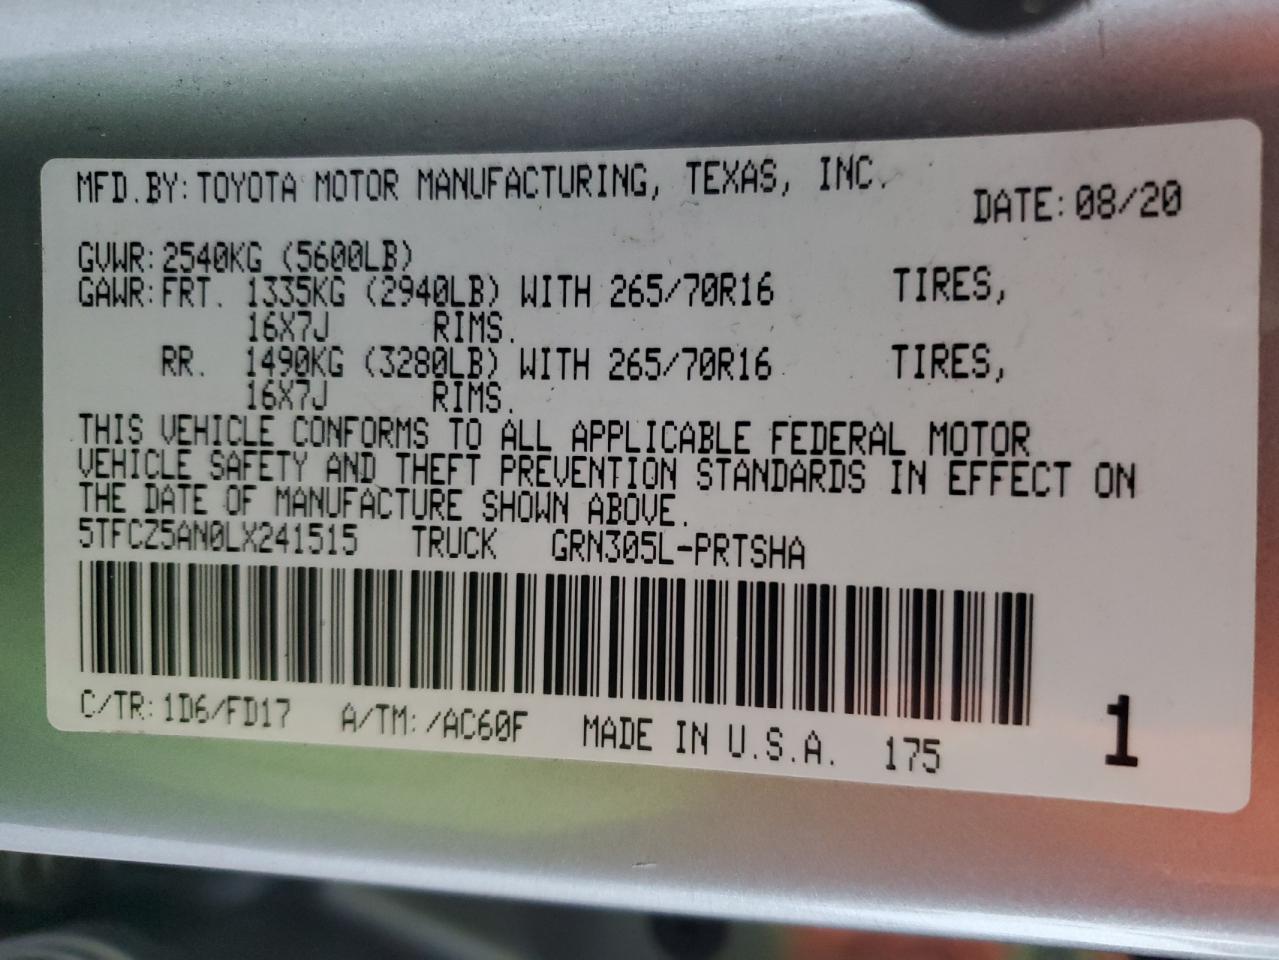 MFD.BY: TOYOTA MOTOR MANUFACTURING, TEXAS, INC.
DATE: 08/20
GVWR: 2540KG (5600LB)
GAWR: FRT. 1335KG (2940LB) WITH 265/70R16 TIRES,
16X7J RIMS.
RR. 1490KG (3280LB) WITH 265/70R16 TIRES,
16X7J RIMS.
THIS VEHICLE CONFORMS TO ALL APPLICABLE FEDERAL MOTOR
VEHICLE SAFETY AND THEFT PREVENTION STANDARDS IN EFFECT ON
THE DATE OF MANUFACTURE SHOWN ABOVE.
5TFCZ5AN0LX241515 TRUCK GRN305L-PRTSHA
C/TR: 1D6/FD17 A/TM: /AC60F MADE IN U.S.A. 175
1